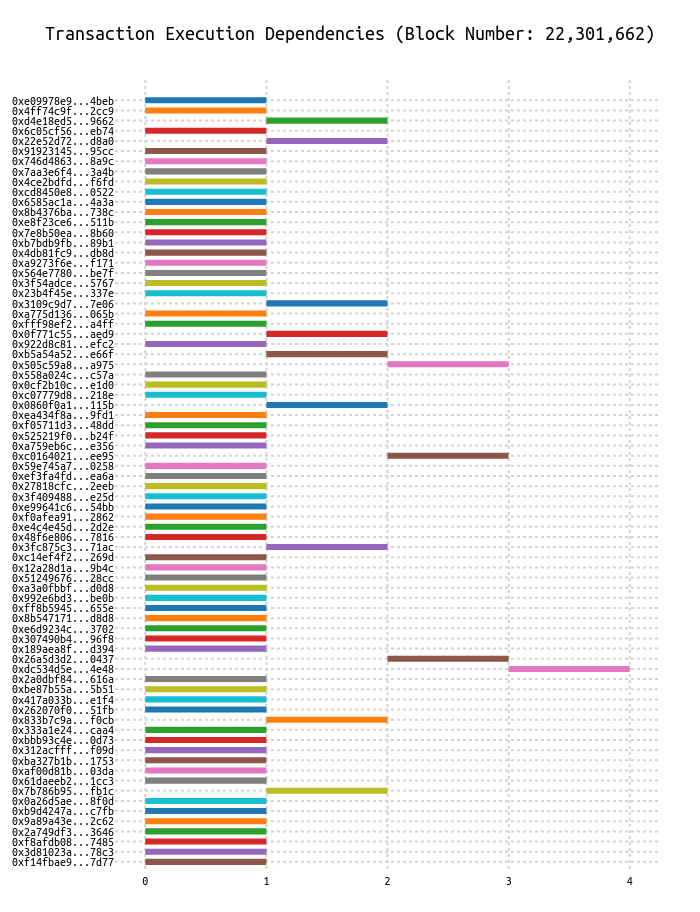 Transaction Execution Dependencies (Block Number: 22,301,662)
0xe09978e9...4beb
0x4ff74c9f...2cc9
0xd4e18ed5...9662
0x6c05cf56...eb74
0x22e52d72...d8a0
0x91923145...95cc
0x746d4863...8a9c
0x7aa3e6f4...3a4b
0x4ce2bdfd...f6fd
0xcd8450e8...0522
0x6585ac1a...4a3a
0x8b4376ba...738c
0xe8f23ce6...511b
0x7e8b50ea...8b60
0xb7bdb9fb...89b1
0x4db81fc9...db8d
0xa9273f6e...f171
0x564e7780...be7f
0x3f54adce...5767
0x23b4f45e...337e
0x3109c9d7...7e06
0xa775d136...065b
0xfff98ef2...a4ff
0x0f771c55...aed9
0x922d8c81...efc2
0xb5a54a52...e66f
0x505c59a8...a975
0x558a024c...c57a
0x0cf2b10c...e1d0
0xc07779d8...218e
0x0860f0a1...115b
0xea434f8a...9fd1
0xf05711d3...48dd
0x525219f0...b24f
0xa759eb6c...e356
0xc0164021...ee95
0x59e745a7...0258
0xef3fa4fd...ea6a
0x27818cfc...2eeb
0x3f409488...e25d
0xe99641c6...54bb
0xf0afea91...2862
0xe4c4e45d...2d2e
0x48f6e806...7816
0x3fc875c3...71ac
0xc14ef4f2...269d
0x12a28d1a...9b4c
0x51249676...28cc
0xa3a0fbbf...d0d8
0x992e6bd3...be0b
0xff8b5945...655e
0x8b547171...d8d8
0xe6d9234c...3702
0x307490b4...96f8
0x189aea8f...d394
0x26a5d3d2...0437
0xdc534d5e...4e48
0x2a0dbf84...616a
0xbe87b55a...5b51
0x417a033b...e1f4
0x262070f0...51fb
0x833b7c9a...f0cb
0x333a1e24...caa4
0xbbb93c4e...0d73
0x312acfff...f09d
0xba327b1b...1753
0xaf00d81b...03da
0x61daeeb2...1cc3
0x7b786b95...fb1c
0x0a26d5ae...8f0d
0xb9d4247a...c7fb
0x9a89a43e...2c62
0x2a749df3...3646
0xf8afdb08...7485
0x3d81023a...78c3
0xf14fbae9...7d77
0 1 2 3 4